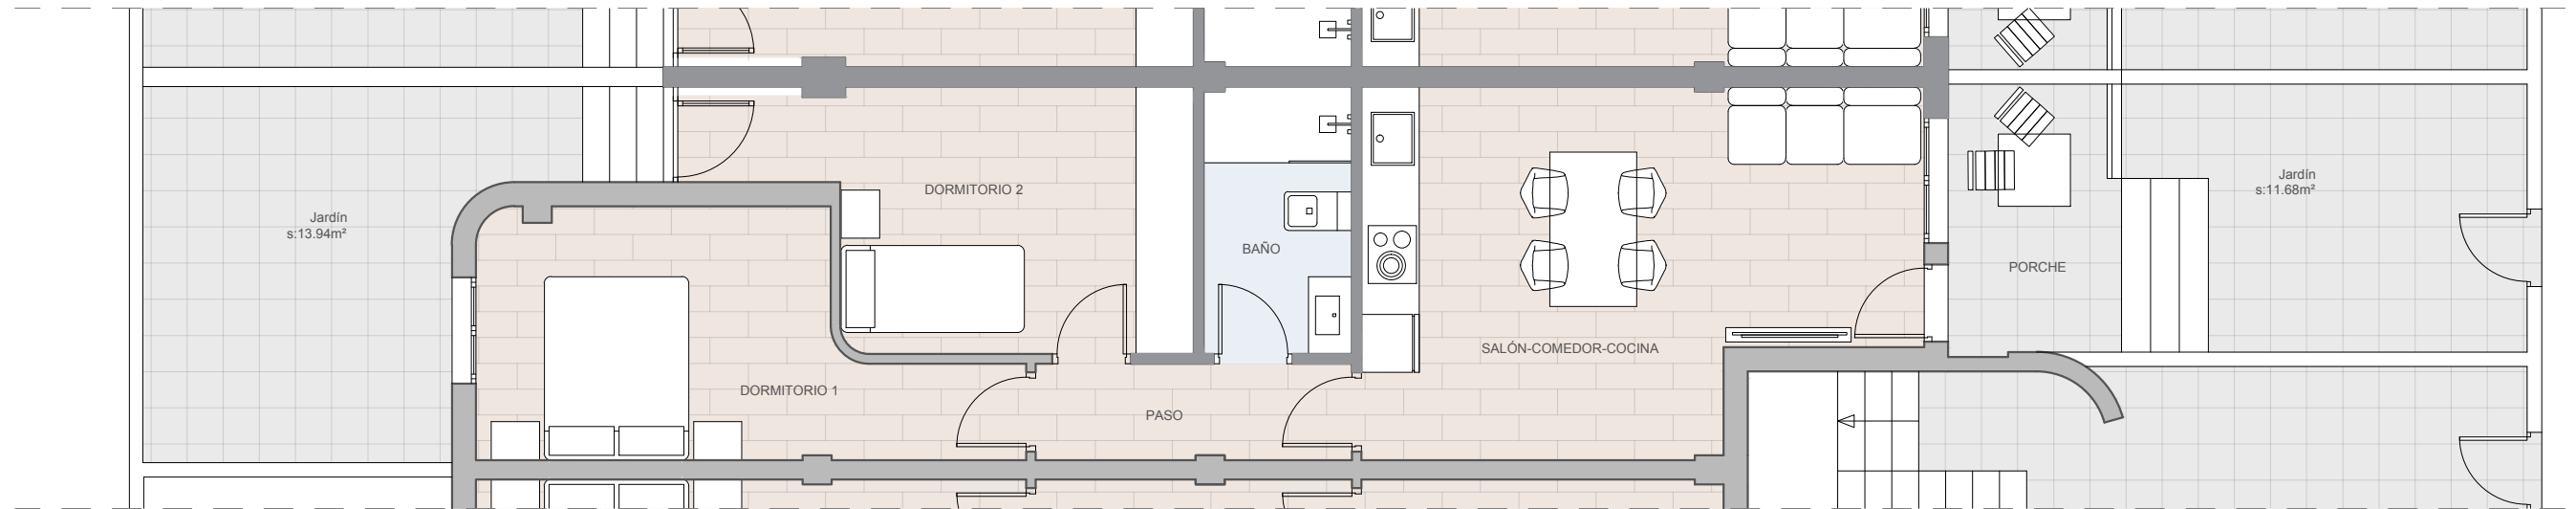 DORMITORIO 2
Jardín
s:13.94m²
Jardín
s:11.68m²
BAÑO
PORCHE
SALÓN-COMEDOR-COCINA
DORMITORIO 1
PASO